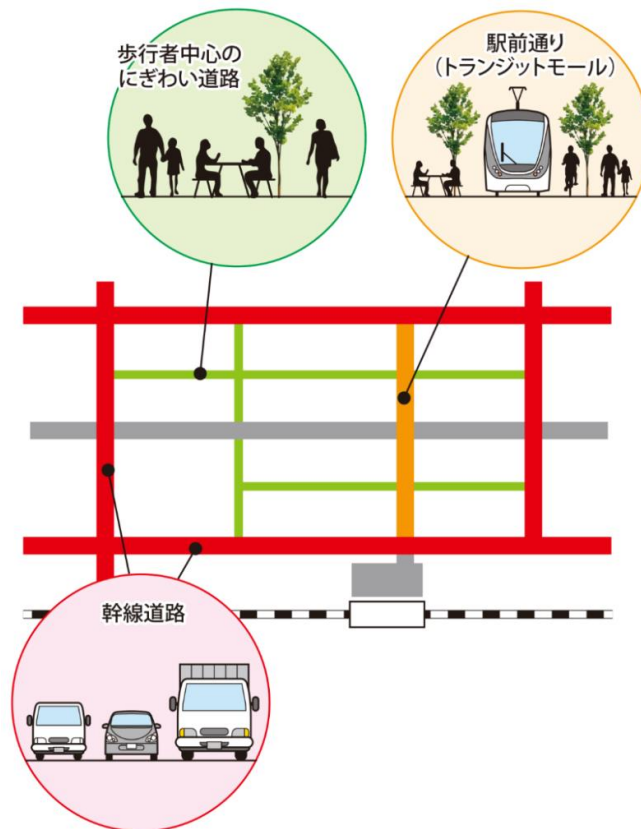 歩行者中心の
にぎわい道路
駅前通り
（トランジットモール）
幹線道路